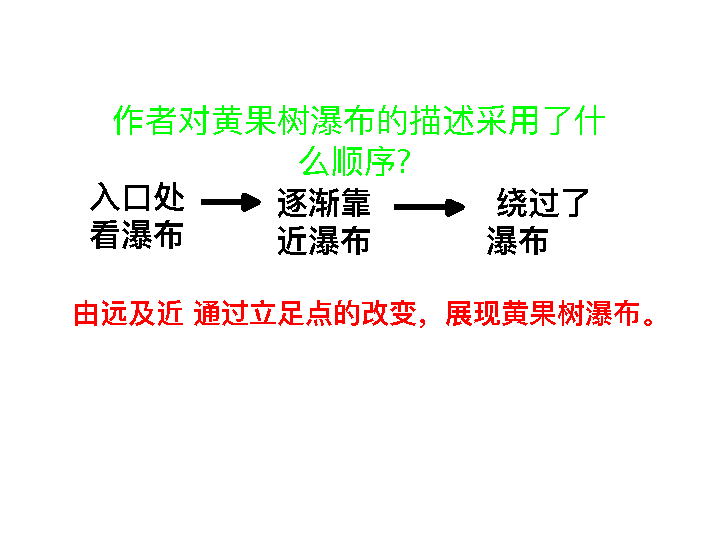 作者对黄果树瀑布的描述采用了什
么顺序？
入口处
看瀑布
逐渐靠
近瀑布
绕过了
瀑布
由远及近 通过立足点的改变，展现黄果树瀑布。